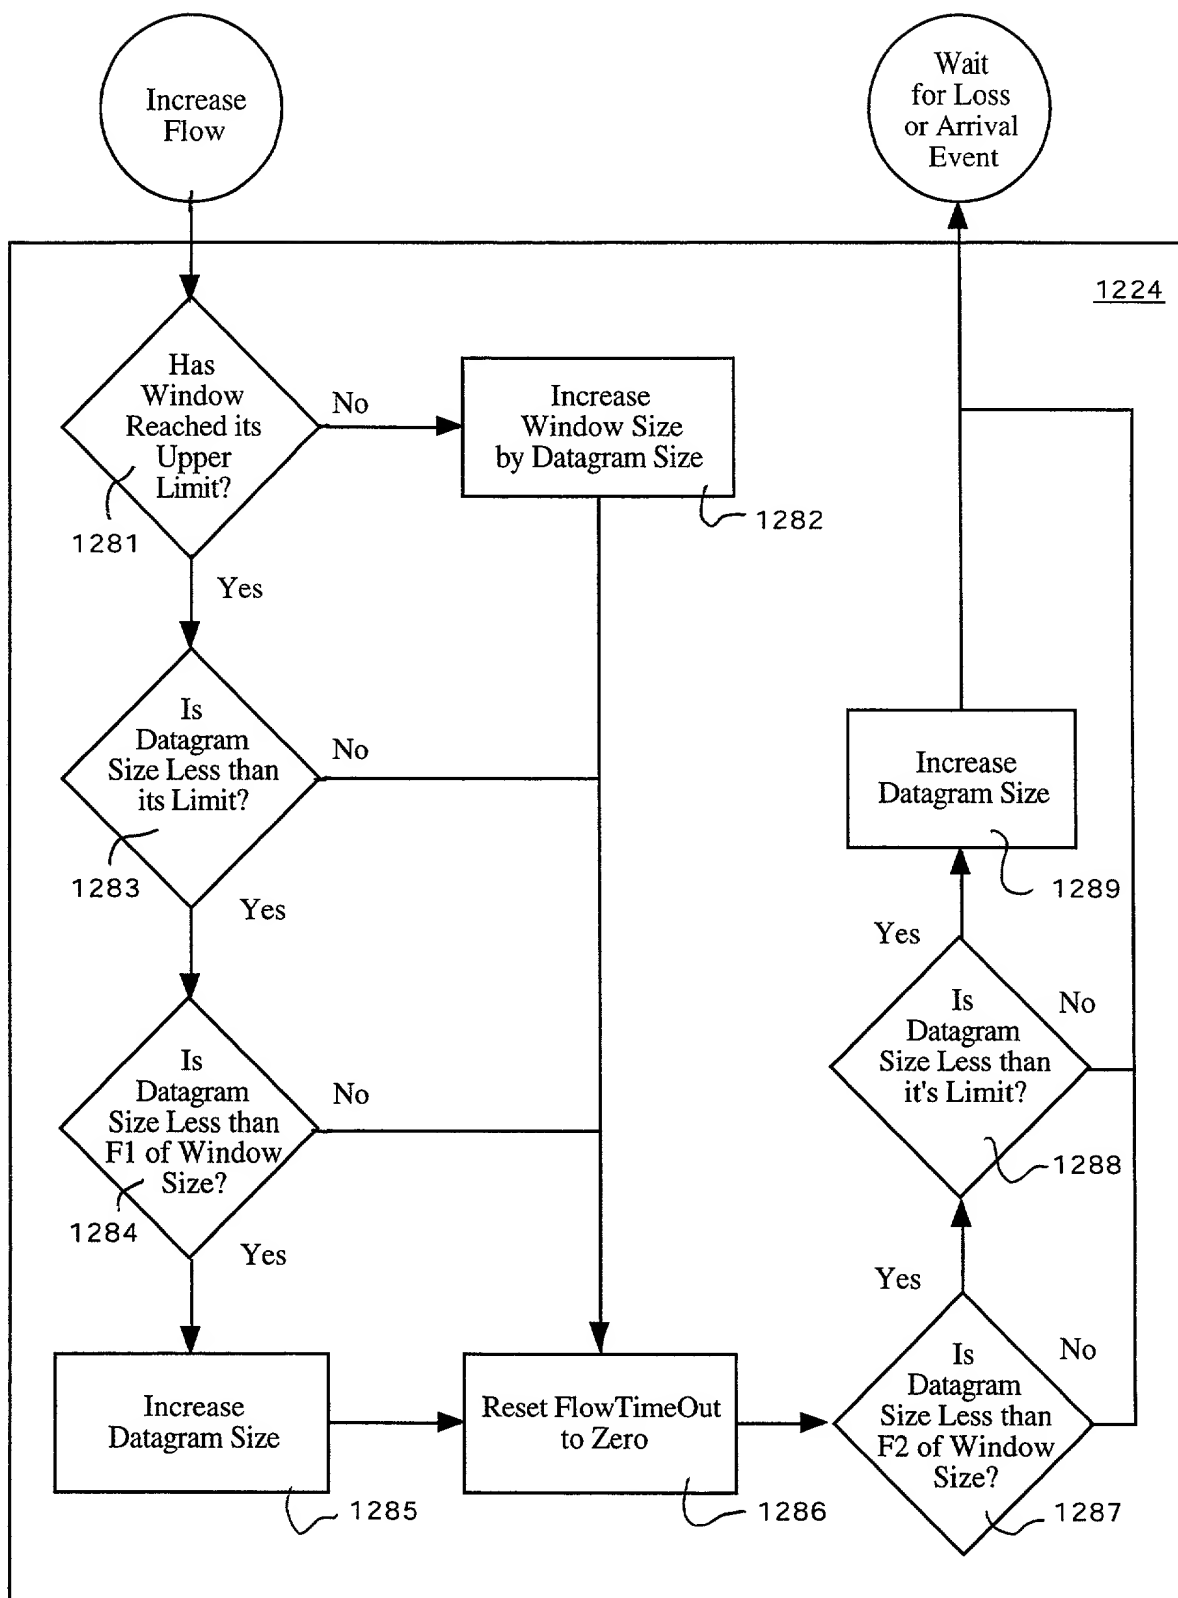 Increase
Flow
Wait
for Loss
or Arrival
Event
1224
Has
Window
Reached its
Upper
Limit?
1281
No
Increase
Window Size
by Datagram Size
1282
Yes
Is
Datagram
Size Less than
its Limit?
1283
No
Yes
Is
Datagram
Size Less than
F1 of Window
Size?
1284
No
Yes
Increase
Datagram Size
1285
Reset FlowTimeOut
to Zero
1286
Is
Datagram
Size Less than
F2 of Window
Size?
1287
No
Yes
Is
Datagram
Size Less than
it's Limit?
1288
No
Yes
Increase
Datagram Size
1289